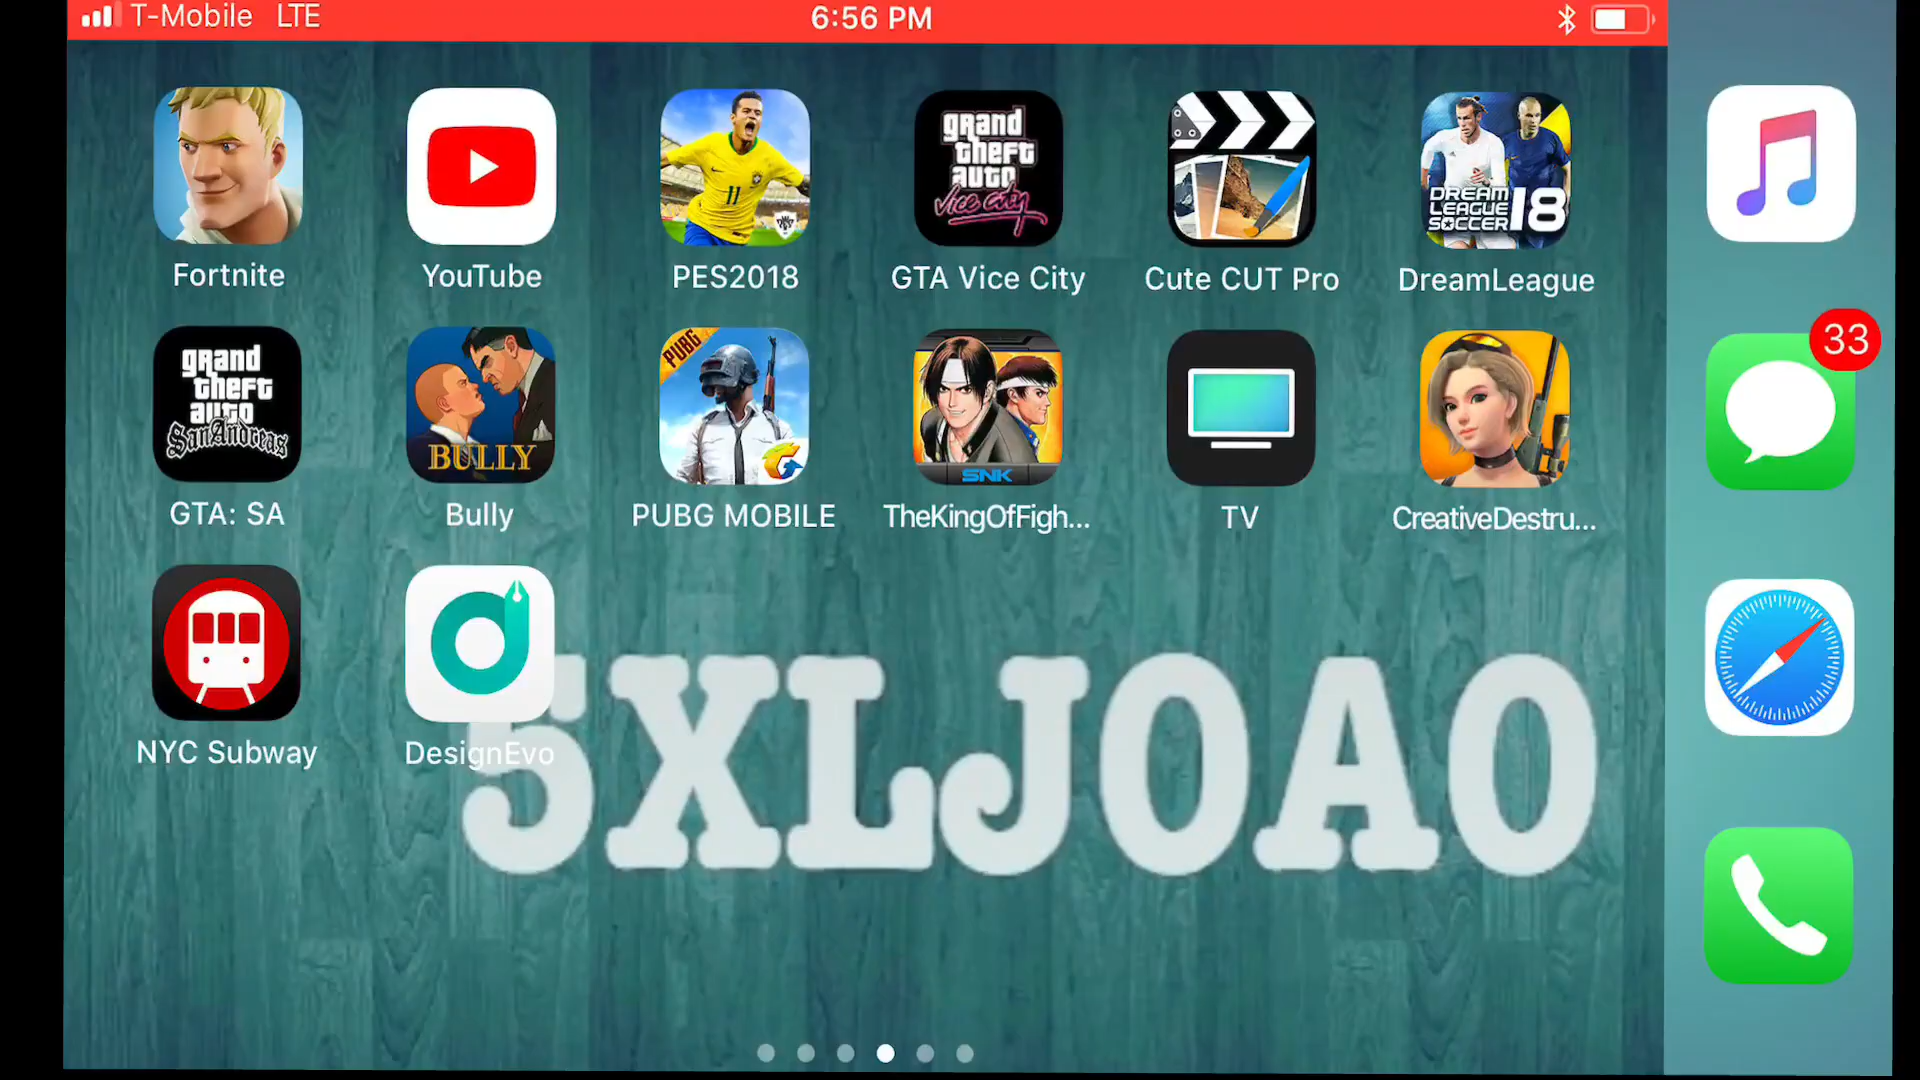 T-Mobile LTE 6:56 PM
grand theft auto Vice City
DREAM LEAGUE SOCCER 18
Fortnite YouTube PES2018 GTA Vice City Cute CUT Pro DreamLeague
11
33
grand theft auto San Andreas
BULLY
PUBG
SNK
GTA: SA Bully PUBG MOBILE TheKingOfFigh... TV CreativeDestru...
NYC Subway DesignEvo
5XLJOAO